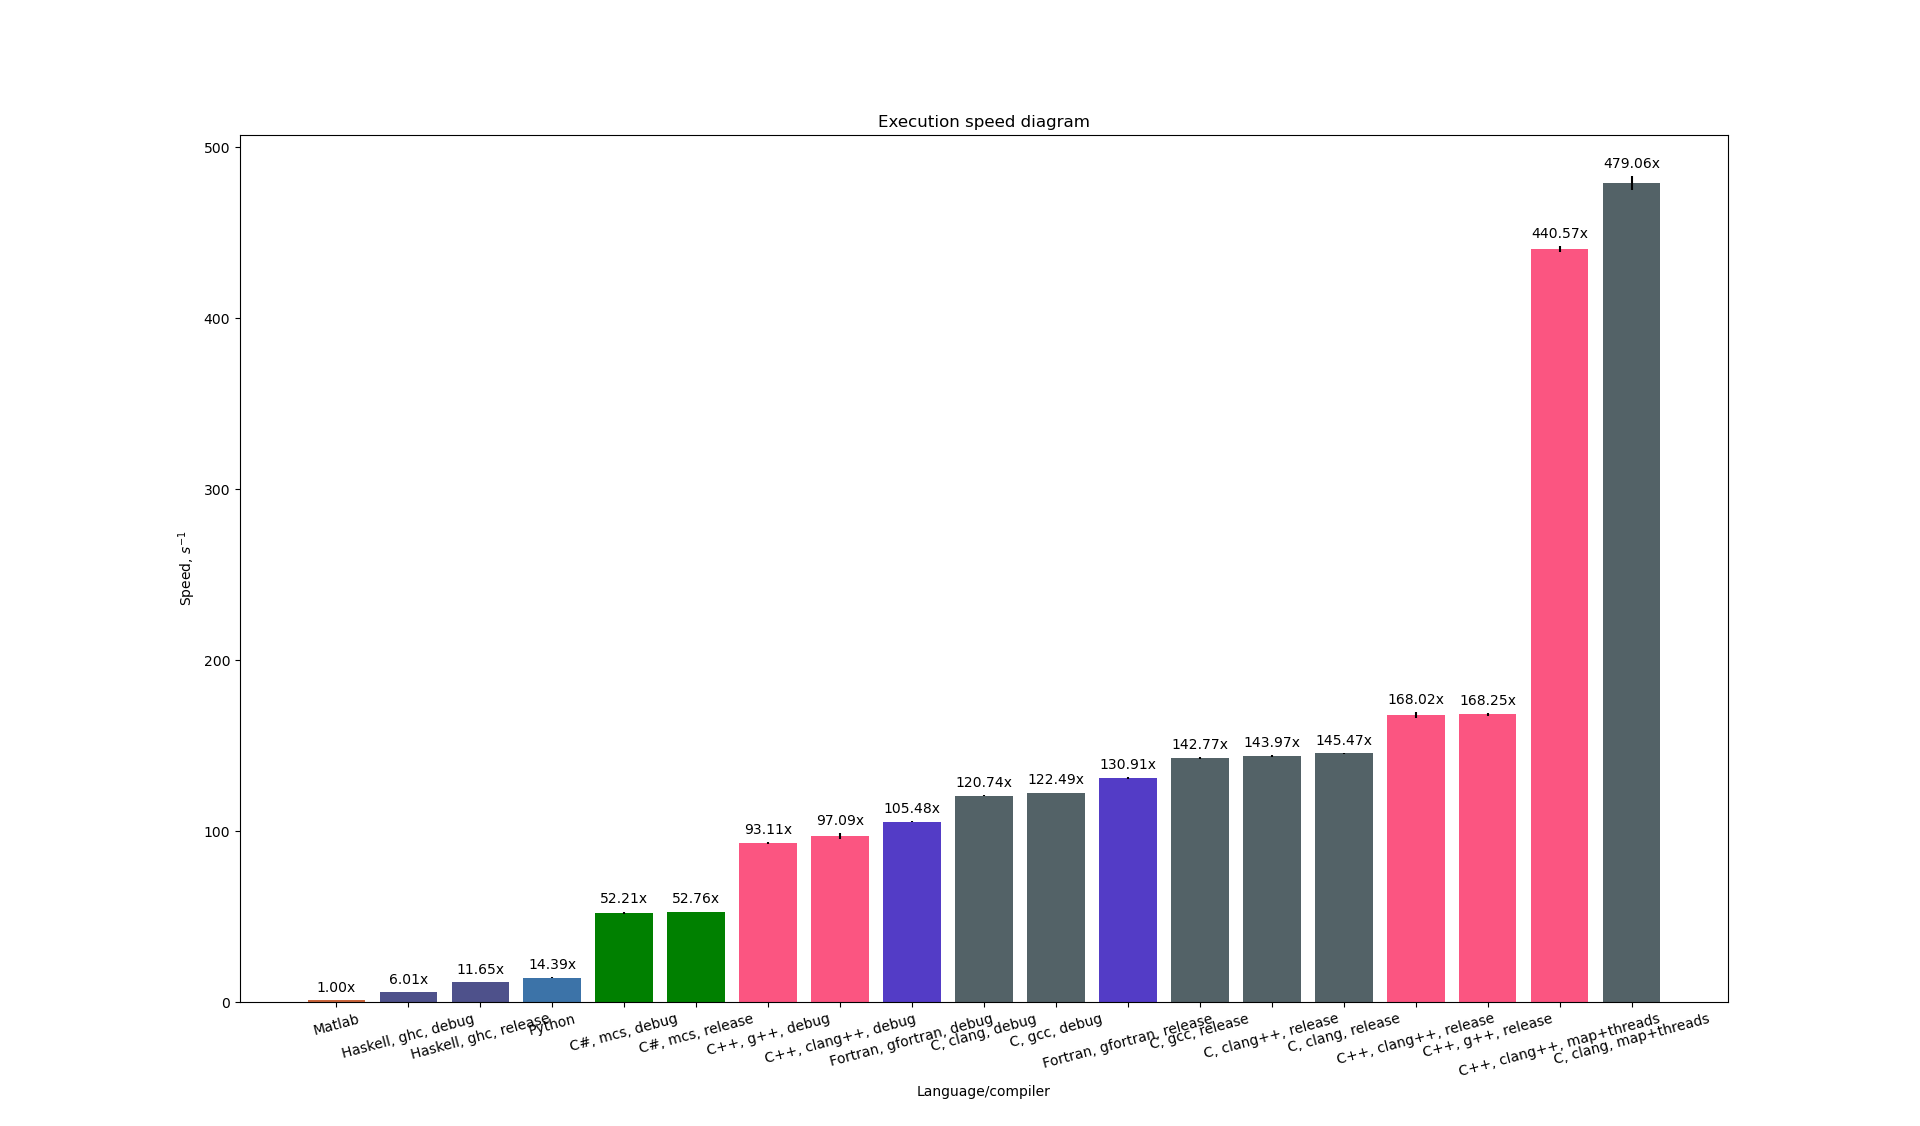 Execution speed diagram
500
400
300
200
100
0
Speed, s⁻¹
1.00x
6.01x
11.65x
14.39x
52.21x
52.76x
93.11x
97.09x
105.48x
120.74x
122.49x
130.91x
142.77x
143.97x
145.47x
168.02x
168.25x
440.57x
479.06x
Matlab
Haskell, ghc, debug
Haskell, ghc, release
Python
C#, mcs, debug
C#, mcs, release
C++, g++, debug
C++, clang++, debug
Fortran, gfortran, debug
C, clang, debug
C, gcc, debug
Fortran, gfortran, release
C, gcc, release
C, clang++, release
C, clang, release
C++, clang++, release
C++, g++, release
C++, clang++, map+threads
C, clang, map+threads
Language/compiler